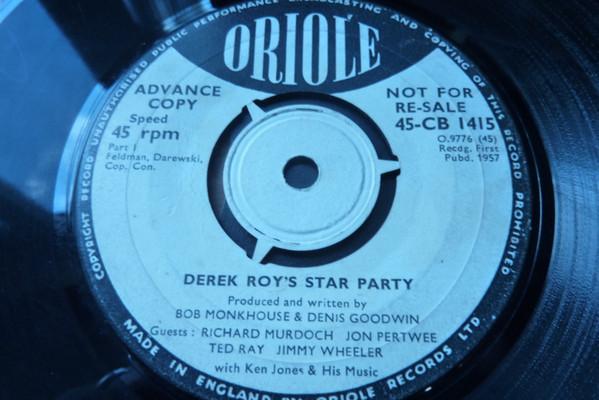 COPYRIGHT RECORD UNAUTHORISED PUBLIC PERFORMANCE BROADCASTING AND COPYING OF THIS RECORD PROHIBITED
ORIOLE
ADVANCE
COPY
Speed
45 rpm
Part 1
Feldman, Darewski,
Cop. Con.
NOT FOR
RE-SALE
45-CB 1415
O.9776 (45)
Recdg. First
Pubd. 1957
DEREK ROY'S STAR PARTY
Produced and written by
BOB MONKHOUSE & DENIS GOODWIN
Guests: RICHARD MURDOCH JON PERTWEE
TED RAY JIMMY WHEELER
with Ken Jones & His Music
MADE IN ENGLAND BY ORIOLE RECORDS LTD.